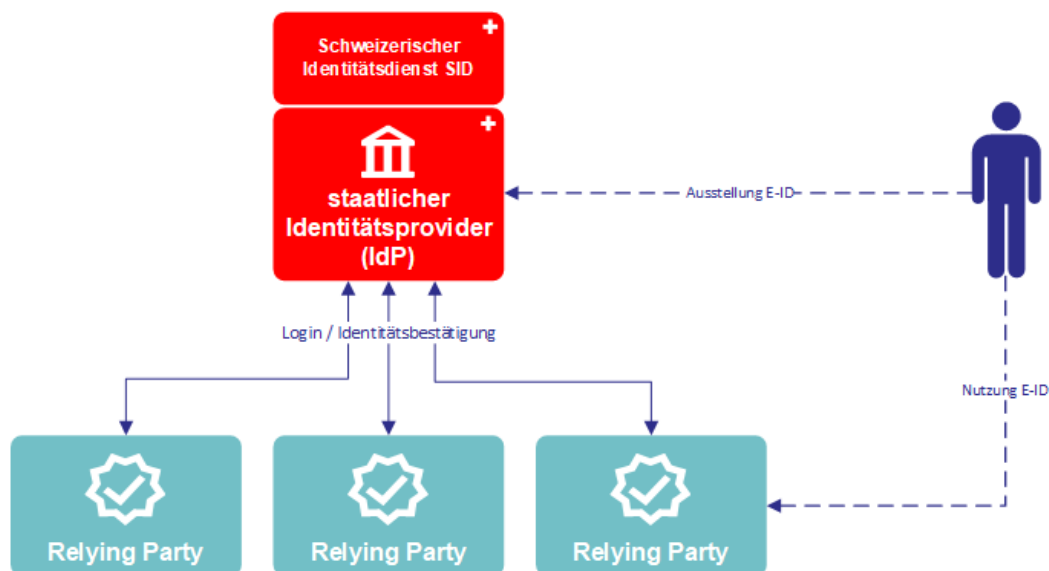 Schweizerischer
Identitätsdienst SID
staatlicher
Identitätsprovider
(IdP)
Ausstellung E-ID
Login / Identitätsbestätigung
Nutzung E-ID
Relying Party
Relying Party
Relying Party